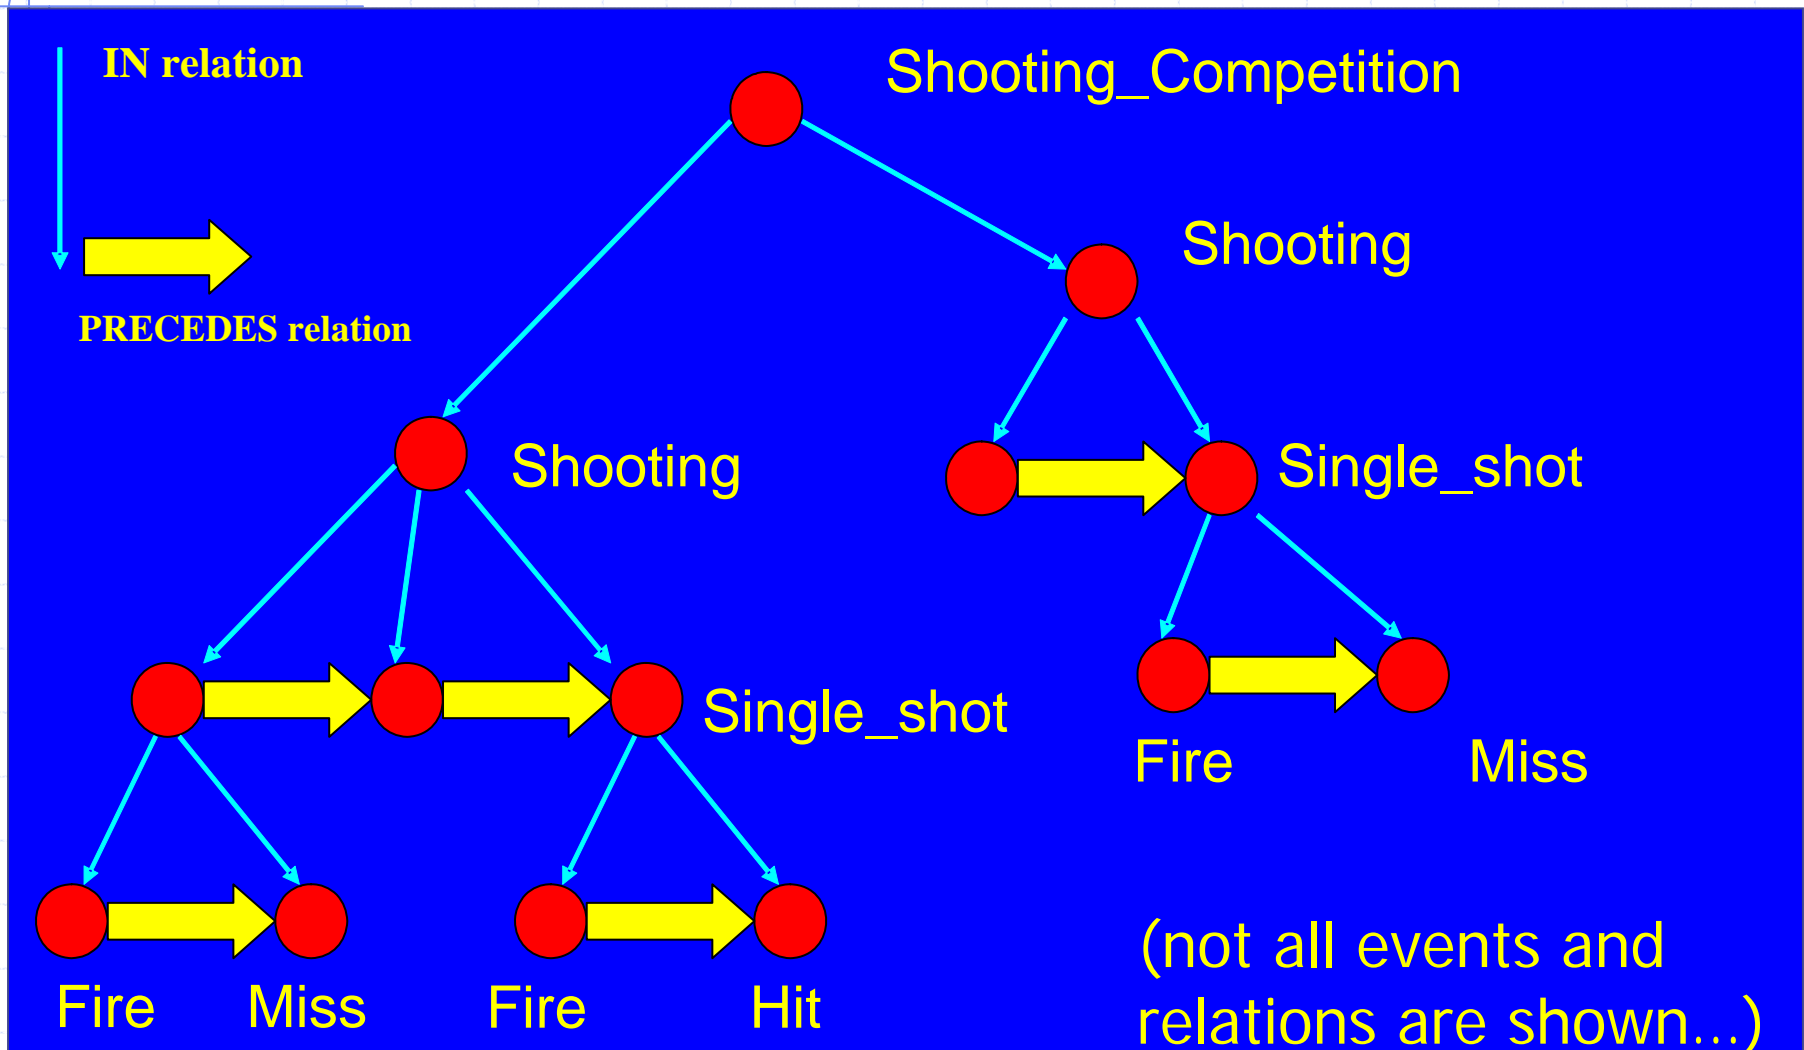 IN relation
Shooting_Competition
Shooting
PRECEDES relation
Shooting
Single_shot
Single_shot
Fire
Miss
Fire
Miss
Fire
Hit
(not all events and
relations are shown...)